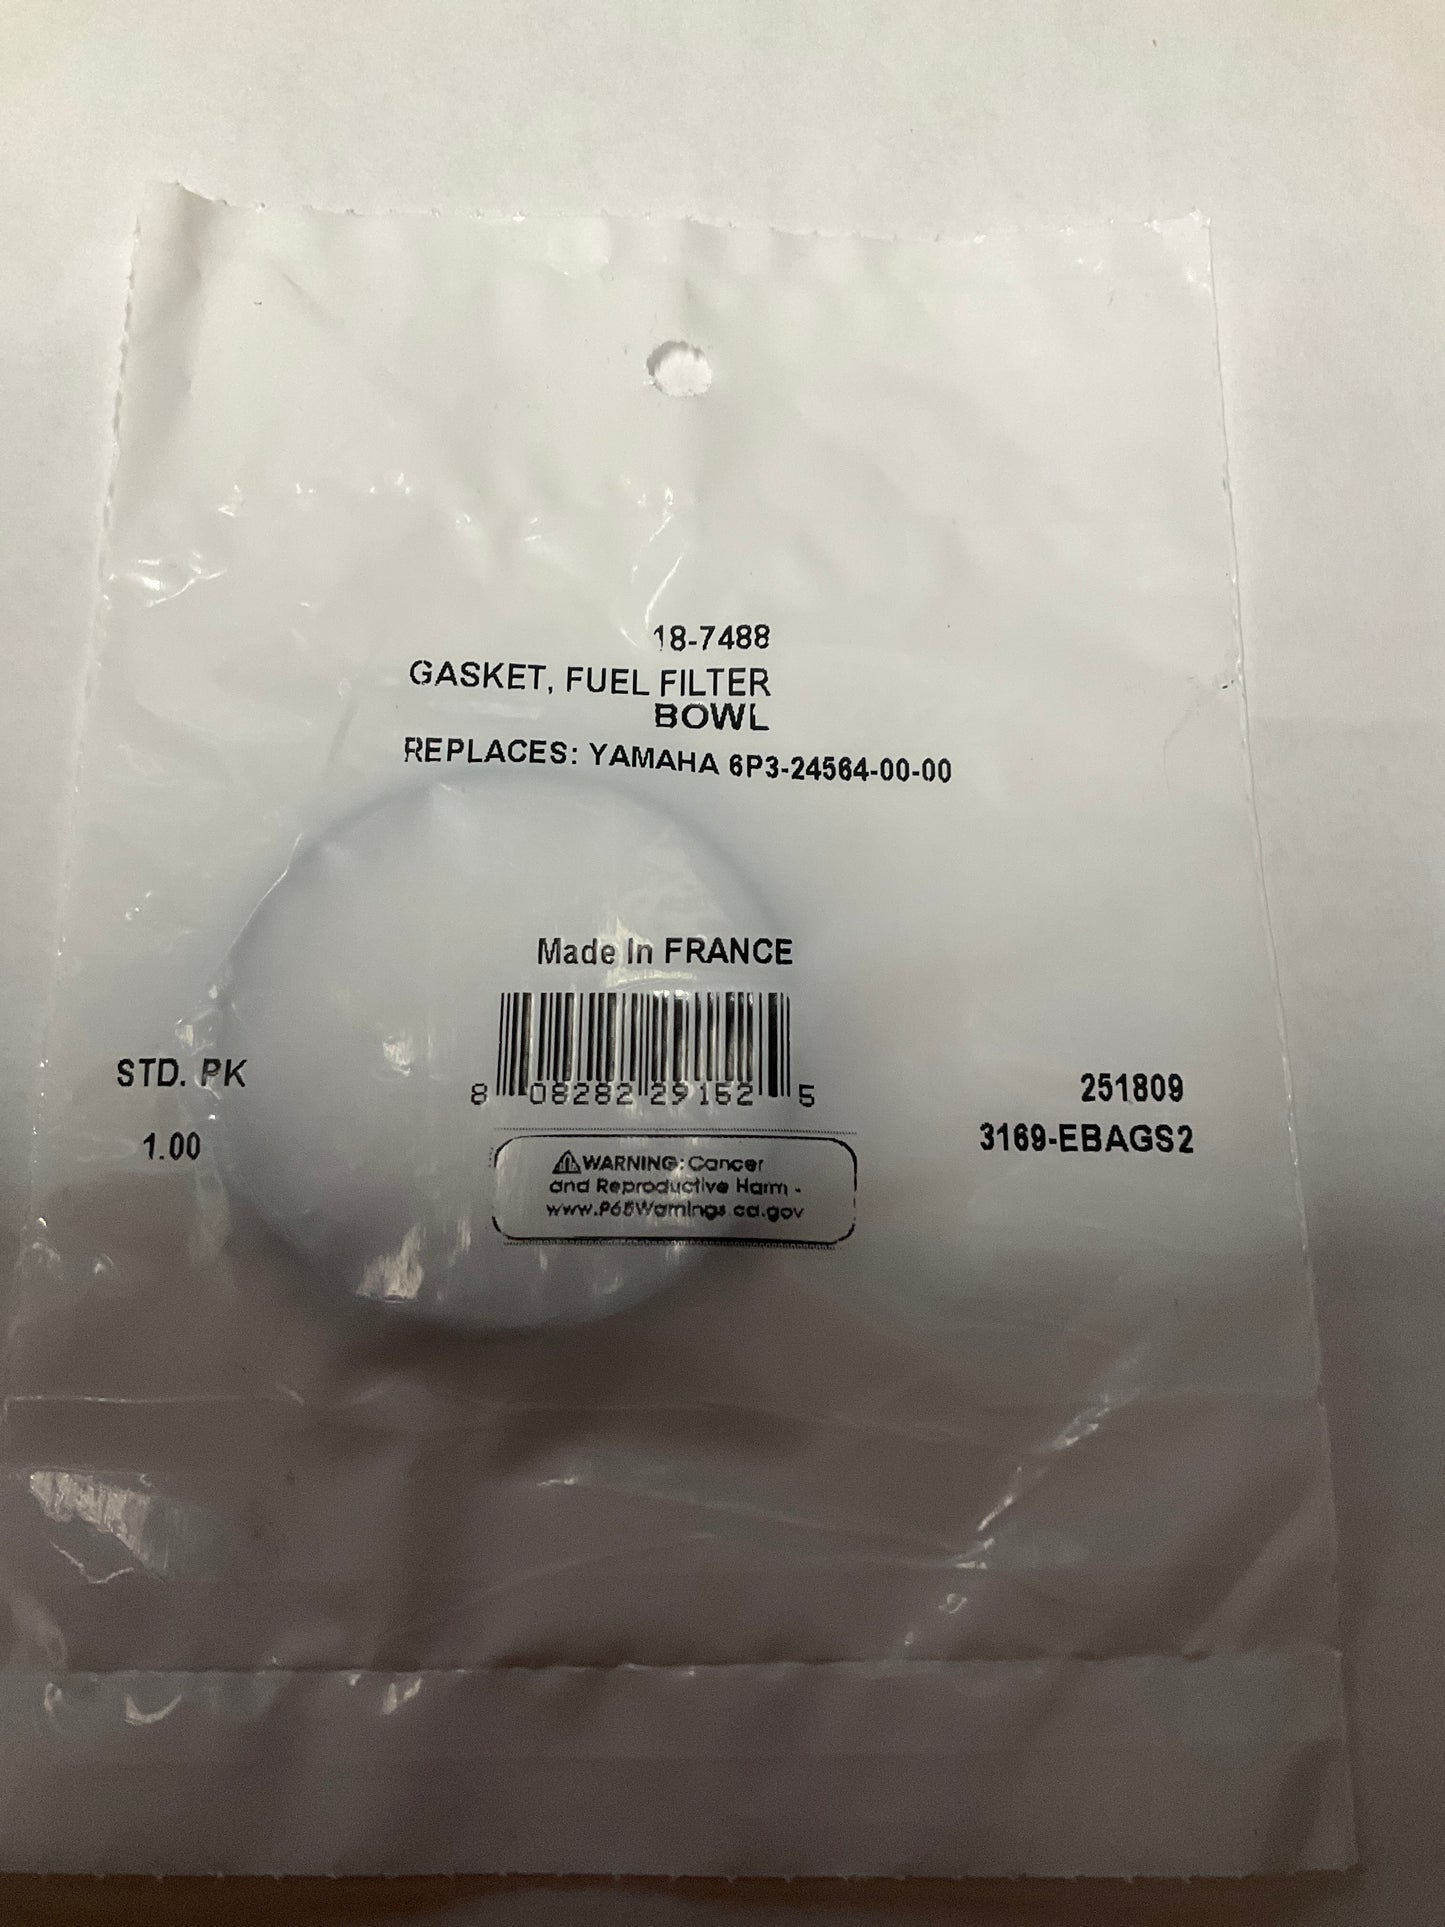 18-7488
GASKET, FUEL FILTER
BOWL
REPLACES: YAMAHA 6P3-24564-00-00
Made In FRANCE
8 08282 29152 5
STD. PK
1.00
251809
3169-EBAGS2
⚠WARNING: Cancer
and Reproductive Harm -
www.P65Warnings.ca.gov